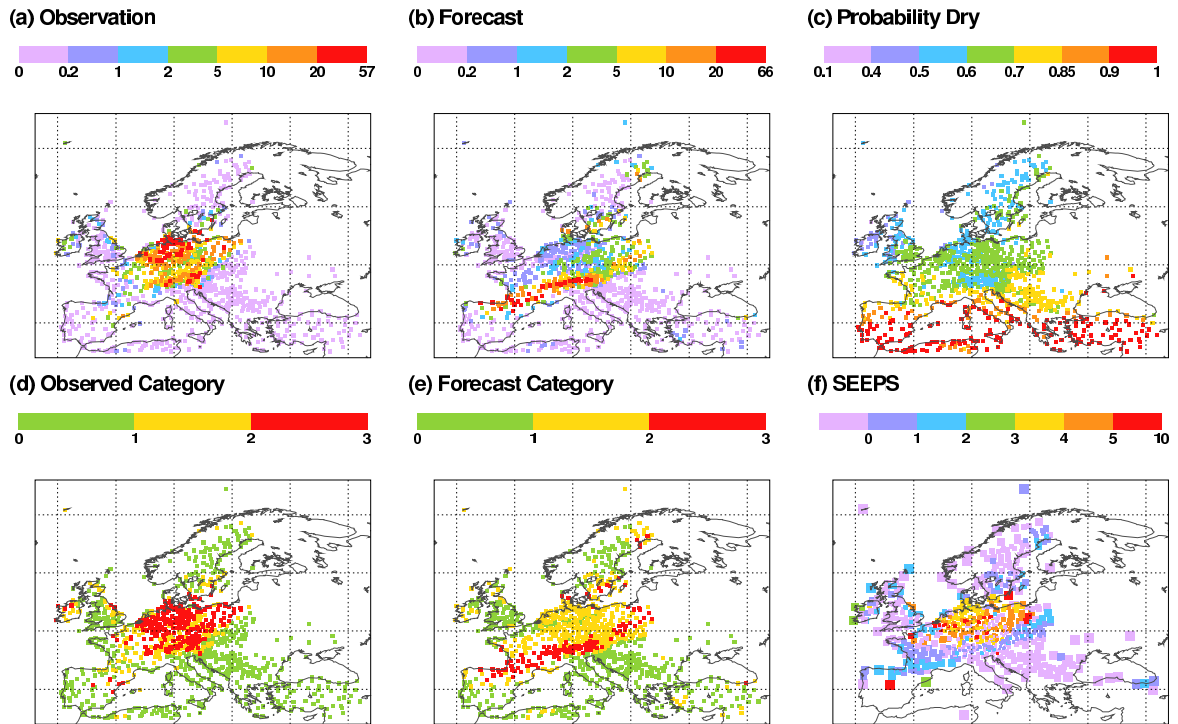 (a) Observation
0 0.2 1 2 5 10 20 57
(b) Forecast
0 0.2 1 2 5 10 20 66
(c) Probability Dry
0.1 0.4 0.5 0.6 0.7 0.85 0.9 1
(d) Observed Category
0 1 2 3
(e) Forecast Category
0 1 2 3
(f) SEEPS
0 1 2 3 4 5 10